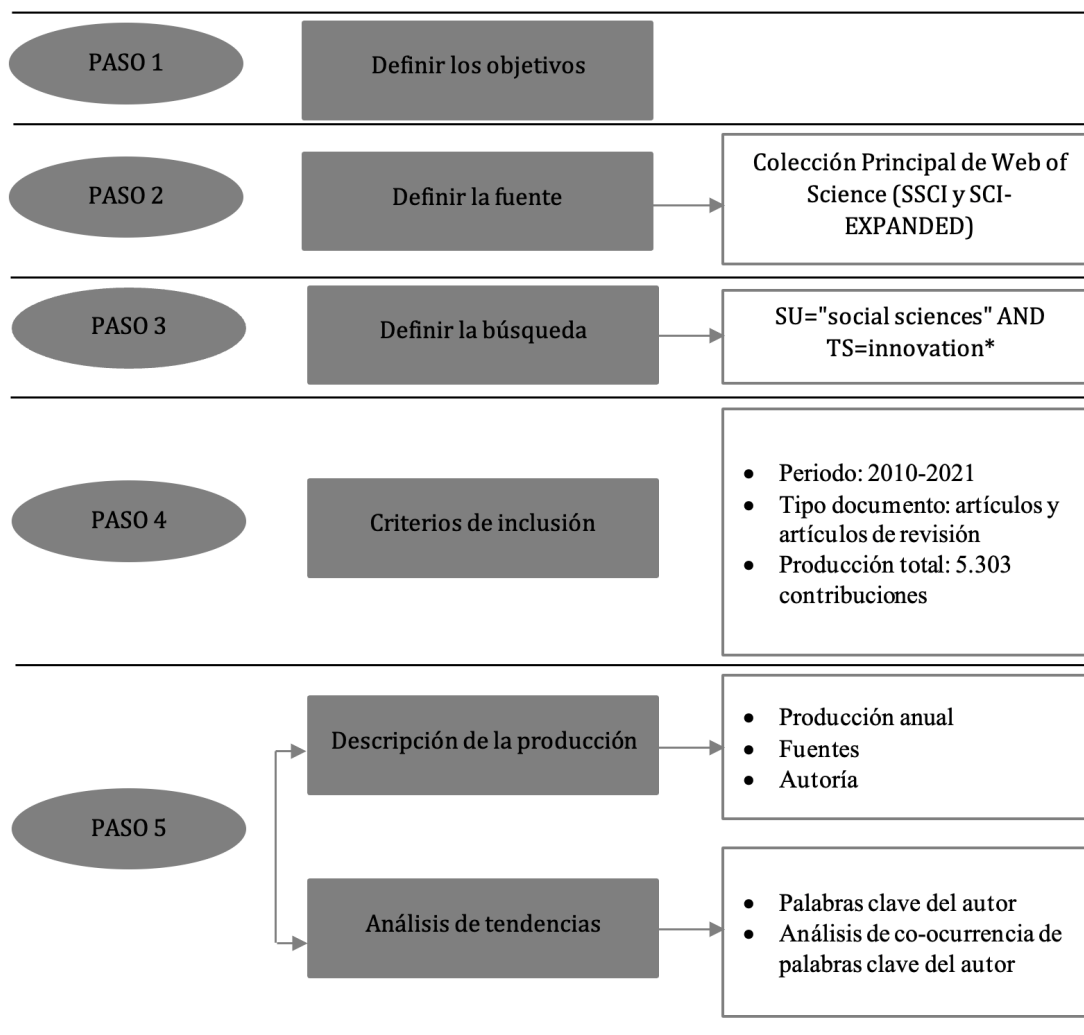 PASO 1
Definir los objetivos
PASO 2
Definir la fuente
Colección Principal de Web of
Science (SSCI y SCI-
EXPANDED)
PASO 3
Definir la búsqueda
SU="social sciences" AND
TS=innovation*
PASO 4
Criterios de inclusión
• Periodo: 2010-2021
• Tipo documento: artículos y
artículos de revisión
• Producción total: 5.303
contribuciones
PASO 5
Descripción de la producción
• Producción anual
• Fuentes
• Autoría
Análisis de tendencias
• Palabras clave del autor
• Análisis de co-ocurrencia de
palabras clave del autor